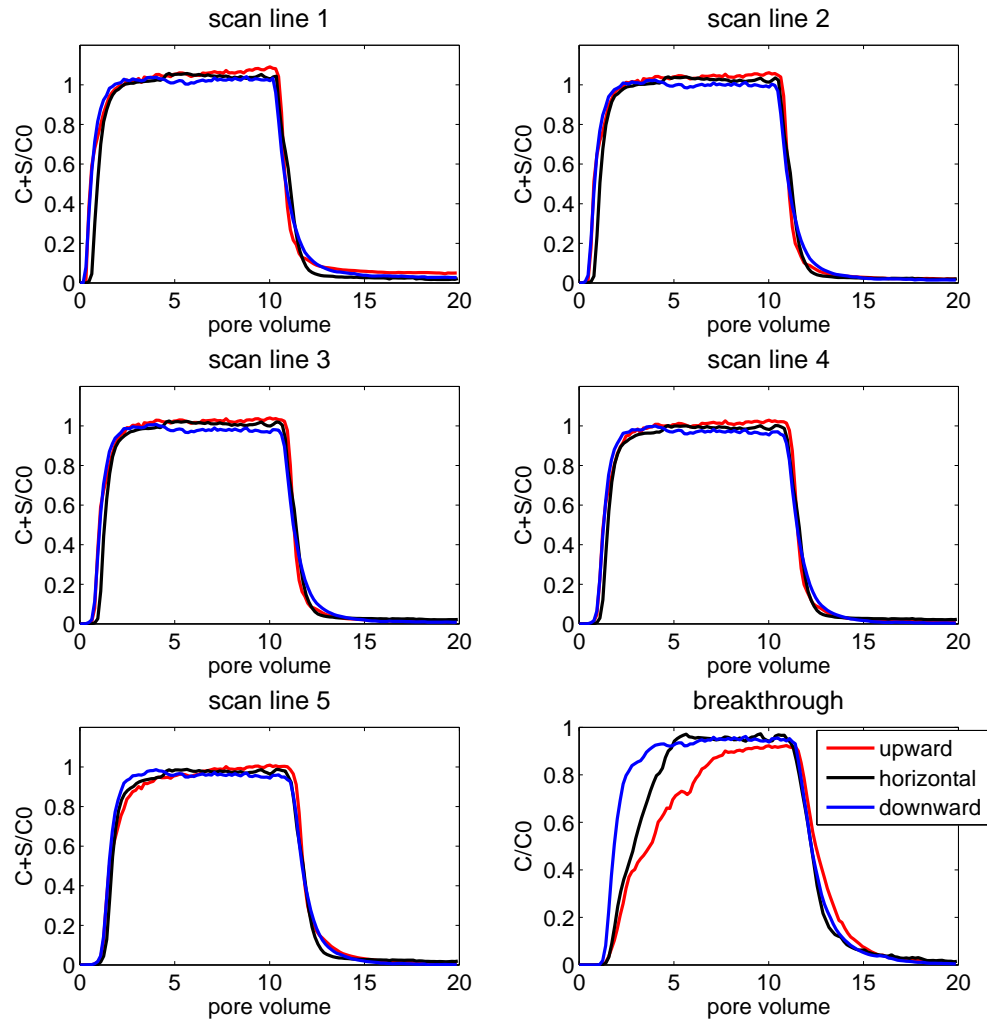 scan line 1
C+S/C0
1
0.8
0.6
0.4
0.2
0
0 5 10 15 20
pore volume
scan line 2
C+S/C0
1
0.8
0.6
0.4
0.2
0
0 5 10 15 20
pore volume
scan line 3
C+S/C0
1
0.8
0.6
0.4
0.2
0
0 5 10 15 20
pore volume
scan line 4
C+S/C0
1
0.8
0.6
0.4
0.2
0
0 5 10 15 20
pore volume
scan line 5
C+S/C0
1
0.8
0.6
0.4
0.2
0
0 5 10 15 20
pore volume
breakthrough
C/C0
1
0.8
0.6
0.4
0.2
0
0 5 10 15 20
pore volume
upward
horizontal
downward